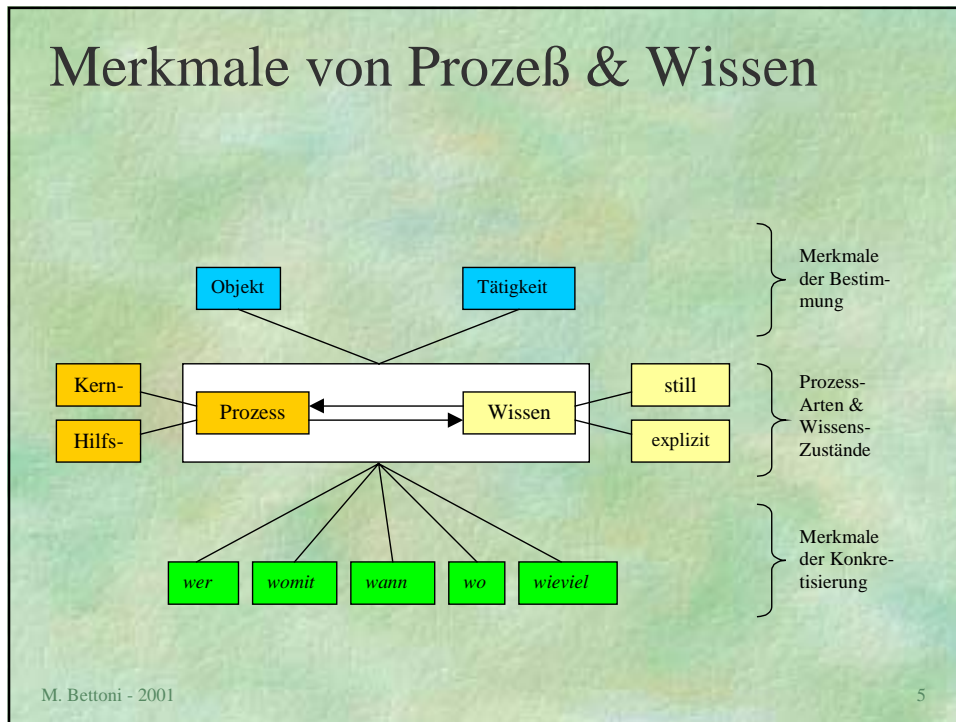 Merkmale von Prozeß & Wissen
Objekt
Tätigkeit
Merkmale
der Bestim-
mung
Kern-
Hilfs-
Prozess
Wissen
still
explizit
Prozess-
Arten &
Wissens-
Zustände
wer
womit
wann
wo
wieviel
Merkmale
der Konkre-
tisierung
M. Bettoni - 2001
5